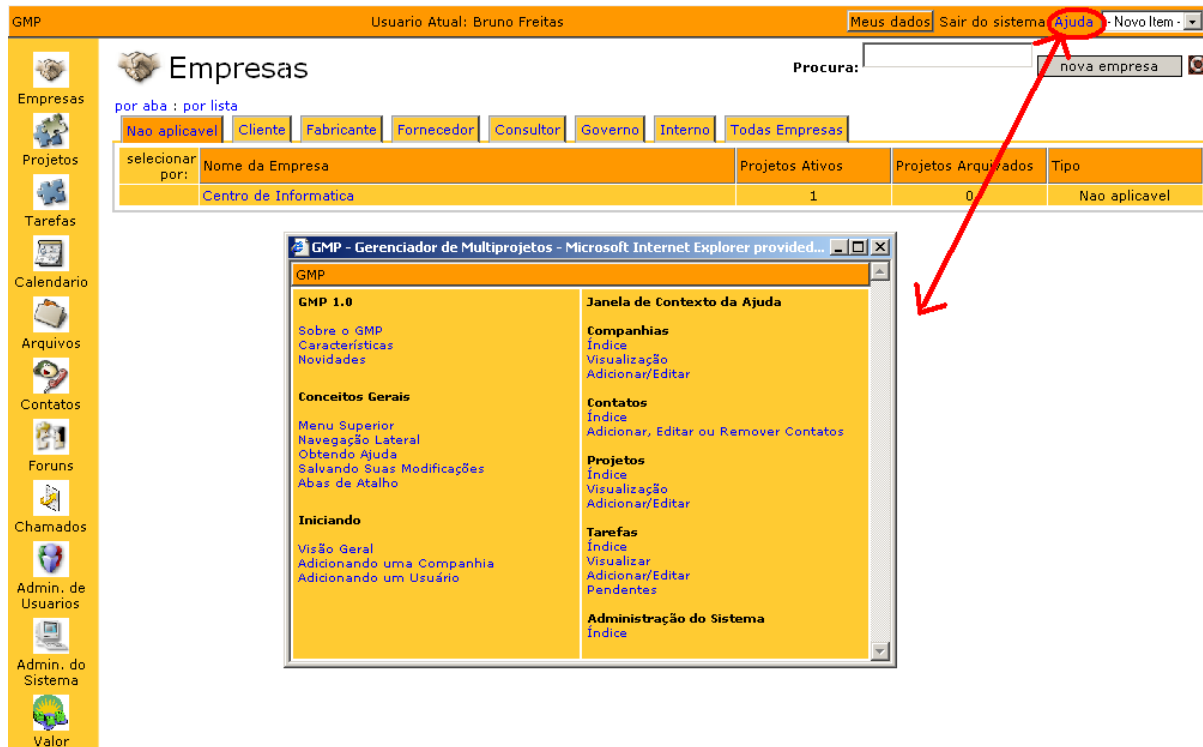 GMP Usuario Atual: Bruno Freitas Meus dados Sair do sistema Ajuda - Novo Item -
Empresas
Procura: nova empresa
por aba : por lista
Nao aplicavel Cliente Fabricante Fornecedor Consultor Governo Interno Todas Empresas
selecionar por: Nome da Empresa Projetos Ativos Projetos Arquivados Tipo
Centro de Informatica 1 0 Nao aplicavel
Empresas
Projetos
Tarefas
Calendario
Arquivos
Contatos
Foruns
Chamados
Admin. de
Usuarios
Admin. do
Sistema
Valor
GMP - Gerenciador de Multiprojetos - Microsoft Internet Explorer provided...
GMP
GMP 1.0
Sobre o GMP
Características
Novidades
Conceitos Gerais
Menu Superior
Navegação Lateral
Obtendo Ajuda
Salvando Suas Modificações
Abas de Atalho
Iniciando
Visão Geral
Adicionando uma Companhia
Adicionando um Usuário
Janela de Contexto da Ajuda
Companhias
Índice
Visualização
Adicionar/Editar
Contatos
Índice
Adicionar, Editar ou Remover Contatos
Projetos
Índice
Visualização
Adicionar/Editar
Tarefas
Índice
Visualizar
Adicionar/Editar
Pendentes
Administração do Sistema
Índice